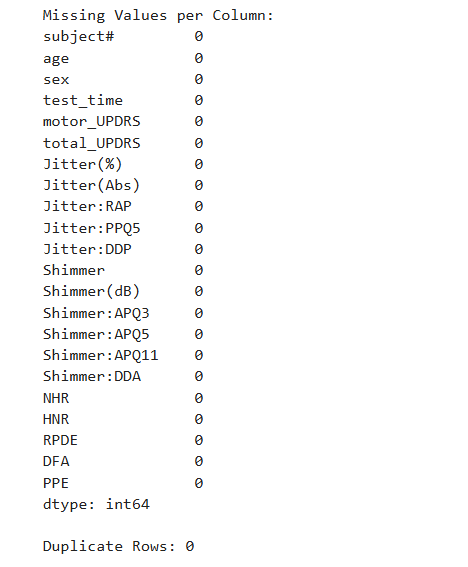 Missing Values per Column:
subject#         0
age              0
sex              0
test_time        0
motor_UPDRS      0
total_UPDRS      0
Jitter(%)        0
Jitter(Abs)      0
Jitter:RAP       0
Jitter:PPQ5      0
Jitter:DDP       0
Shimmer          0
Shimmer(dB)      0
Shimmer:APQ3     0
Shimmer:APQ5     0
Shimmer:APQ11    0
Shimmer:DDA      0
NHR              0
HNR              0
RPDE             0
DFA              0
PPE              0
dtype: int64
Duplicate Rows: 0